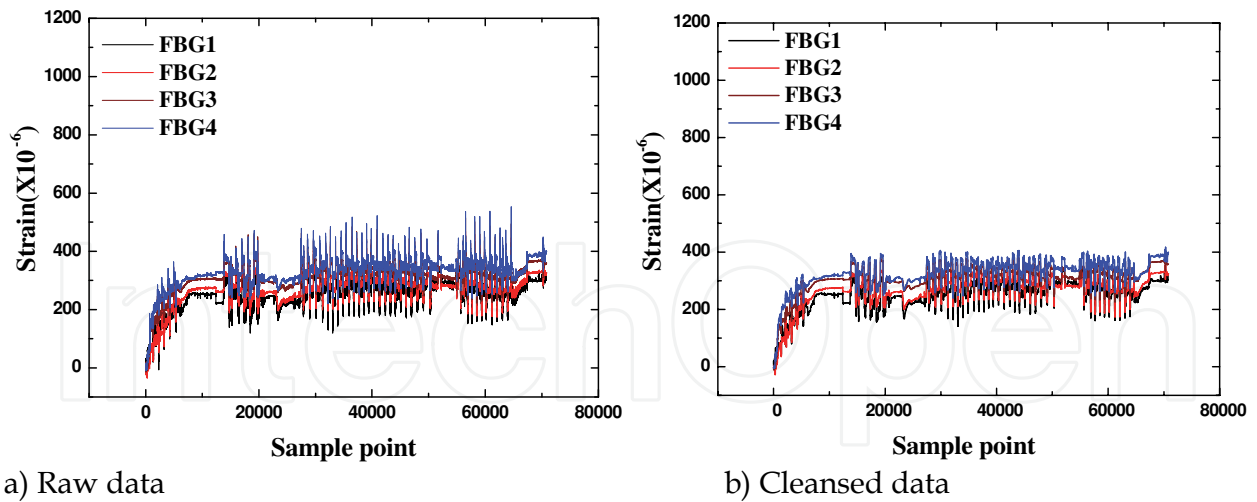 1200
1000
800
600
400
200
0
Strain(X10⁻⁶)
FBG1
FBG2
FBG3
FBG4
0 20000 40000 60000 80000
Sample point
a) Raw data
1200
1000
800
600
400
200
0
Strain(X10⁻⁶)
FBG1
FBG2
FBG3
FBG4
0 20000 40000 60000 80000
Sample point
b) Cleansed data
IntechOpen